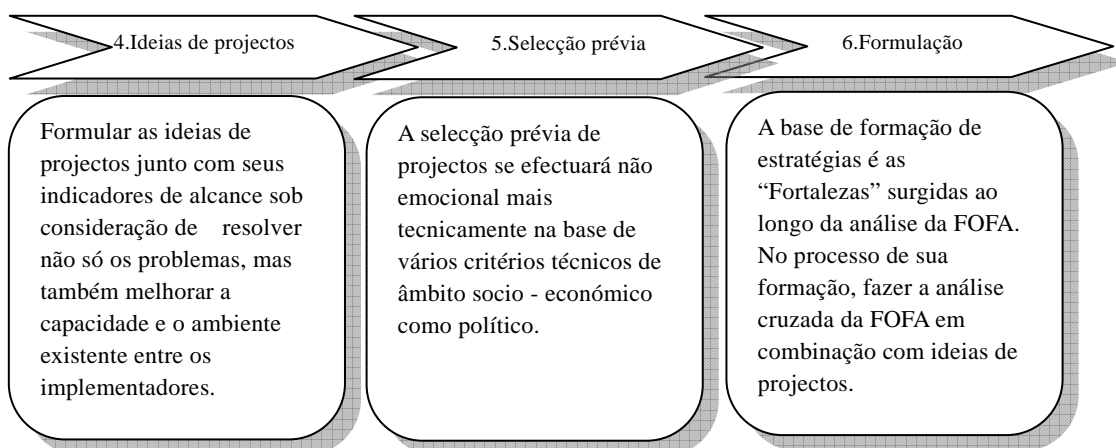 4.Ideias de projectos
5.Selecção prévia
6.Formulação
Formular as ideias de
projectos junto com seus
indicadores de alcance sob
consideração de resolver
não só os problemas, mas
também melhorar a
capacidade e o ambiente
existente entre os
implementadores.
A selecção prévia de
projectos se efectuará não
emocional mais
tecnicamente na base de
vários critérios técnicos de
âmbito socio - económico
como político.
A base de formação de
estratégias é as
“Fortalezas” surgidas ao
longo da análise da FOFA.
No processo de sua
formação, fazer a análise
cruzada da FOFA em
combinação com ideias de
projectos.